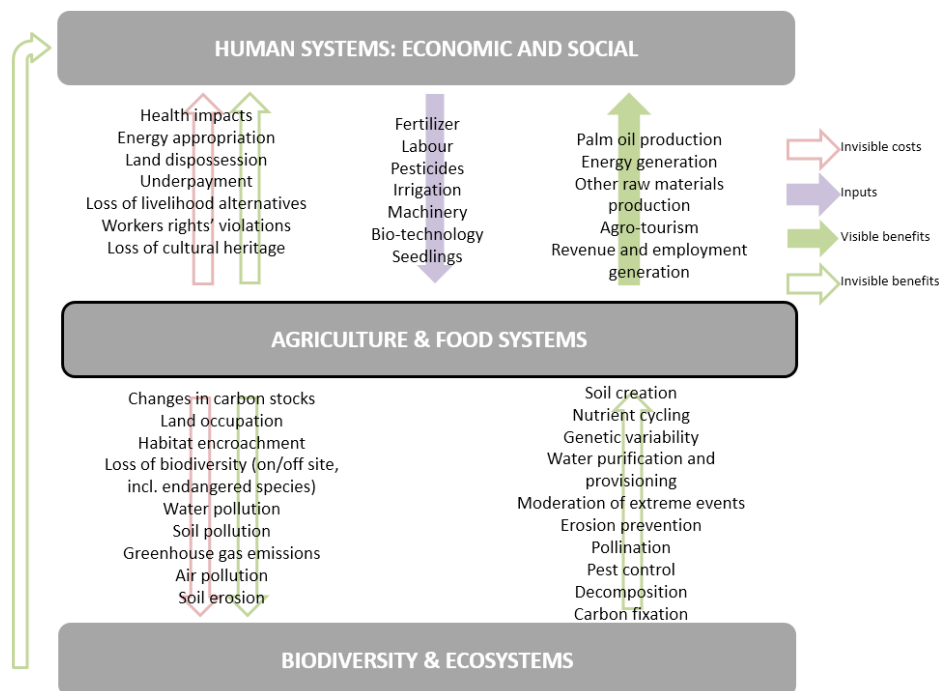 HUMAN SYSTEMS: ECONOMIC AND SOCIAL
Health impacts
Energy appropriation
Land dispossession
Underpayment
Loss of livelihood alternatives
Workers rights' violations
Loss of cultural heritage
Fertilizer
Labour
Pesticides
Irrigation
Machinery
Bio-technology
Seedlings
Palm oil production
Energy generation
Other raw materials
production
Agro-tourism
Revenue and employment
generation
Invisible costs
Inputs
Visible benefits
Invisible benefits
AGRICULTURE & FOOD SYSTEMS
Changes in carbon stocks
Land occupation
Habitat encroachment
Loss of biodiversity (on/off site,
incl. endangered species)
Water pollution
Soil pollution
Greenhouse gas emissions
Air pollution
Soil erosion
Soil creation
Nutrient cycling
Genetic variability
Water purification and
provisioning
Moderation of extreme events
Erosion prevention
Pollination
Pest control
Decomposition
Carbon fixation
BIODIVERSITY & ECOSYSTEMS